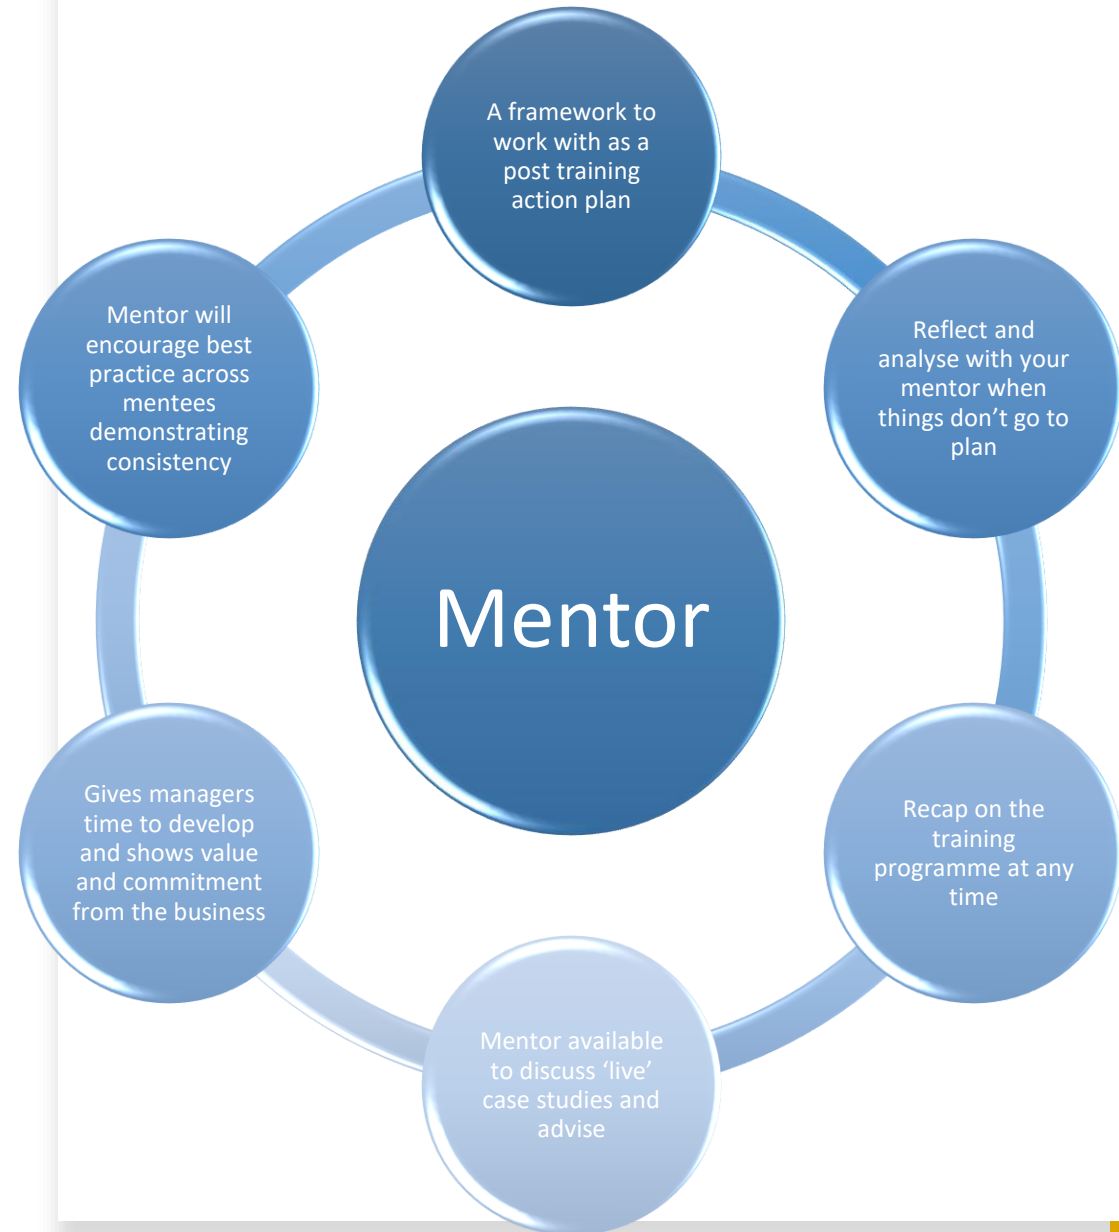 A framework to
work with as a
post training
action plan
Reflect and
analyse with your
mentor when
things don’t go to
plan
Recap on the
training
programme at any
time
Mentor available
to discuss ‘live’
case studies and
advise
Gives managers
time to develop
and shows value
and commitment
from the business
Mentor will
encourage best
practice across
mentees
demonstrating
consistency
Mentor